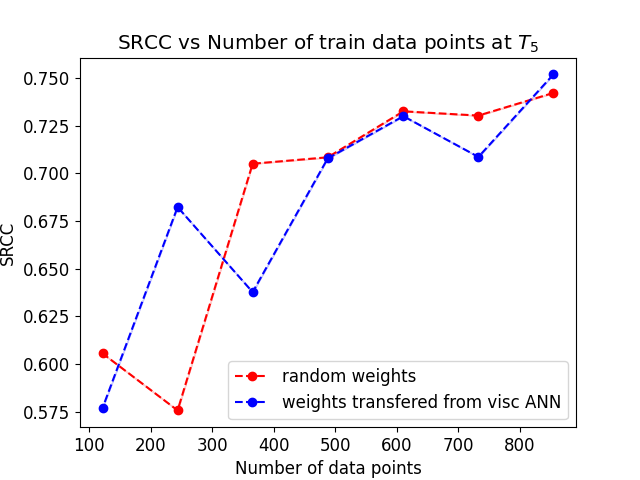 SRCC vs Number of train data points at T₅
0.750
0.725
0.700
0.675
0.650
0.625
0.600
0.575
SRCC
random weights
weights transfered from visc ANN
100 200 300 400 500 600 700 800
Number of data points